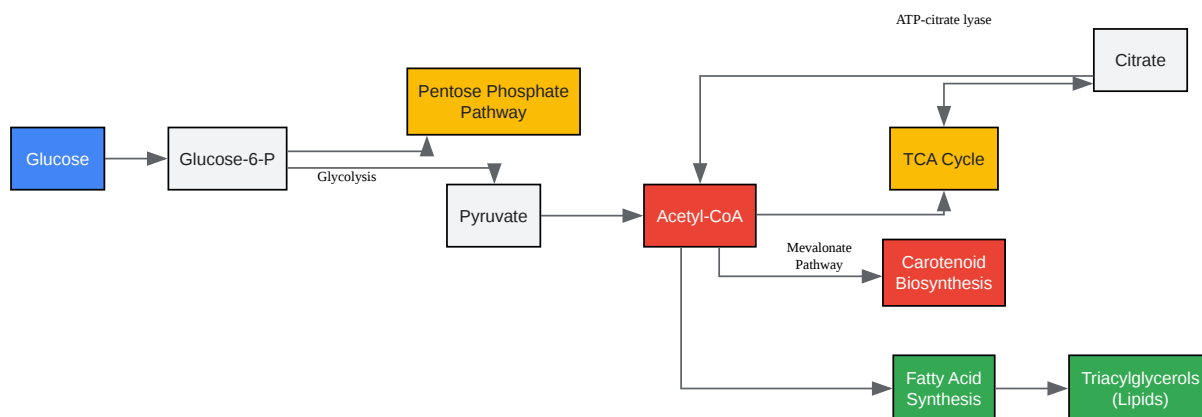 ATP-citrate lyase
Citrate
Pentose Phosphate
Pathway
Glucose
Glucose-6-P
TCA Cycle
Glycolysis
Pyruvate
Acetyl-CoA
Mevalonate
Pathway
Carotenoid
Biosynthesis
Fatty Acid
Synthesis
Triacylglycerols
(Lipids)